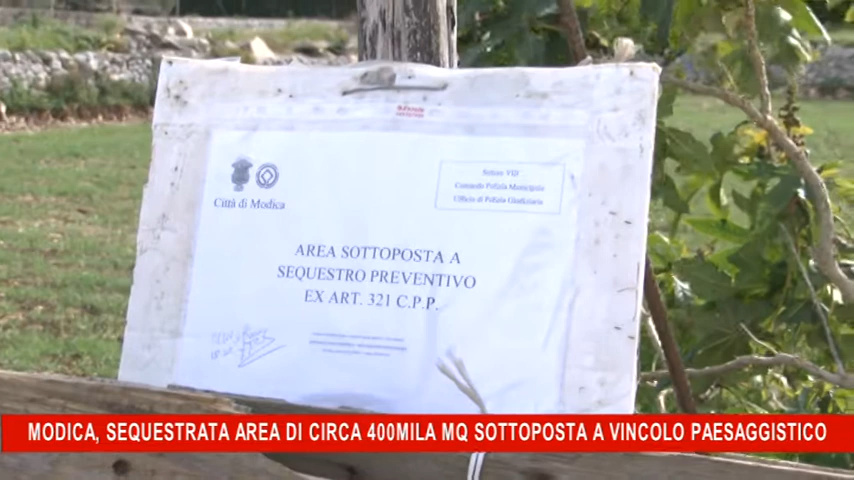 Città di Modica
Settore VIII°
Comando Polizia Municipale
Ufficio di Polizia Giudiziaria
AREA SOTTOPOSTA A
SEQUESTRO PREVENTIVO
EX ART. 321 C.P.P.
MODICA, SEQUESTRATA AREA DI CIRCA 400MILA MQ SOTTOPOSTA A VINCOLO PAESAGGISTICO